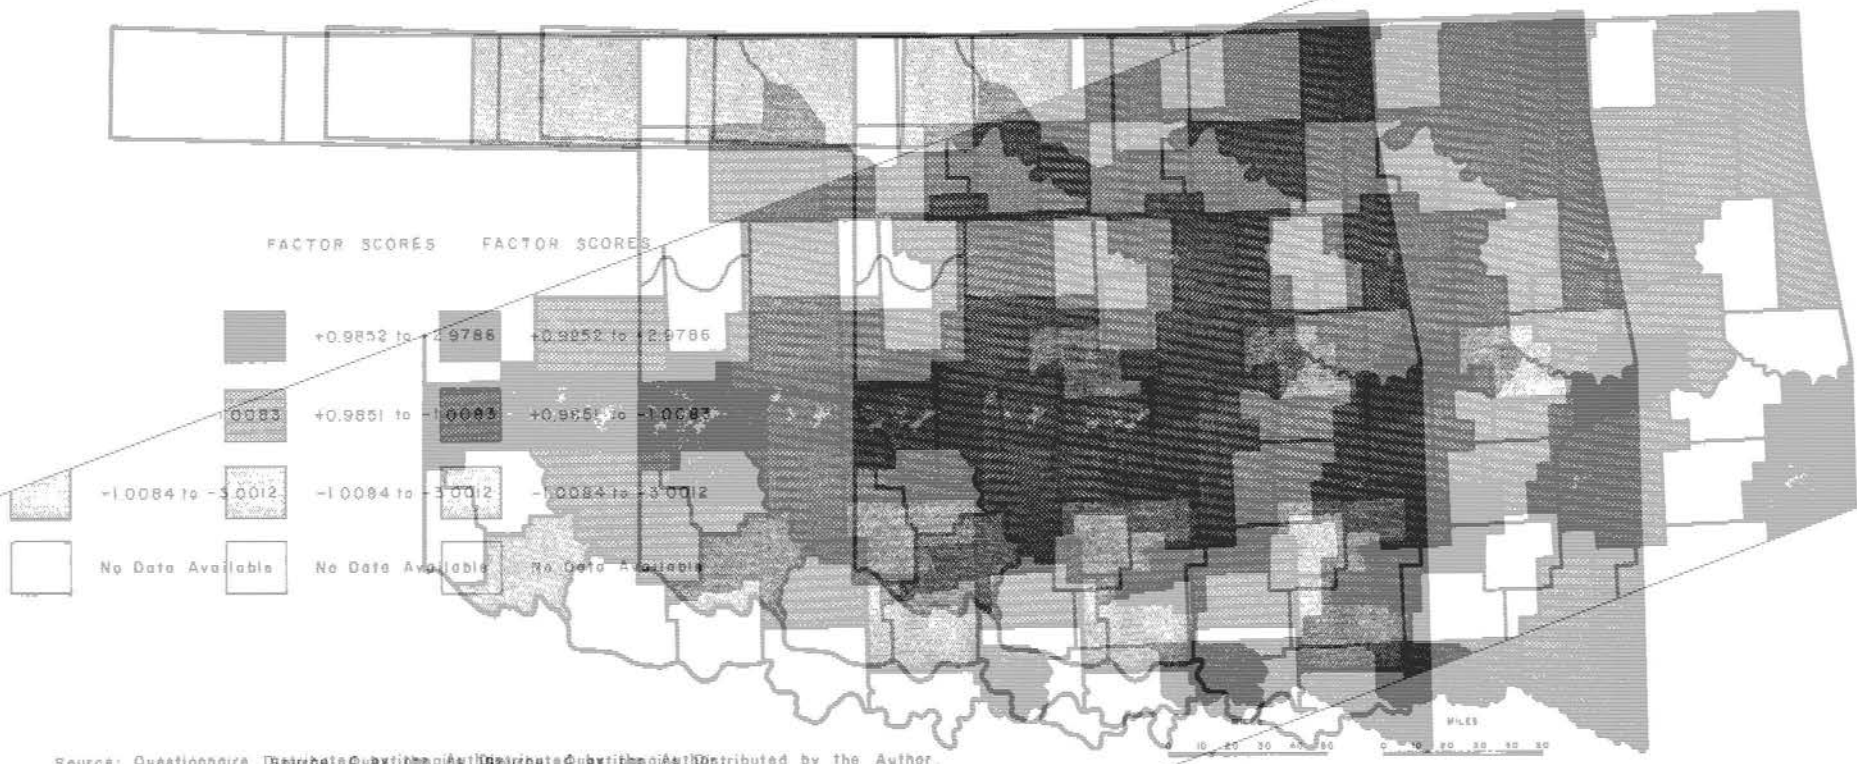 FACTOR SCORES FACTOR SCORES
+0.9852 to +2.9786 +0.9852 to +2.9786
1.0083 +0.9851 to -1.0083 +0.9851 to -1.0083
-1.0084 to -3.0012 -1.0084 to -3.0012 -1.0084 to -3.0012
No Data Available No Data Available No Data Available
MILES MILES
0 10 20 30 40 50 0 10 20 30 40 50
Source: Questionnaire Distributed by the Author